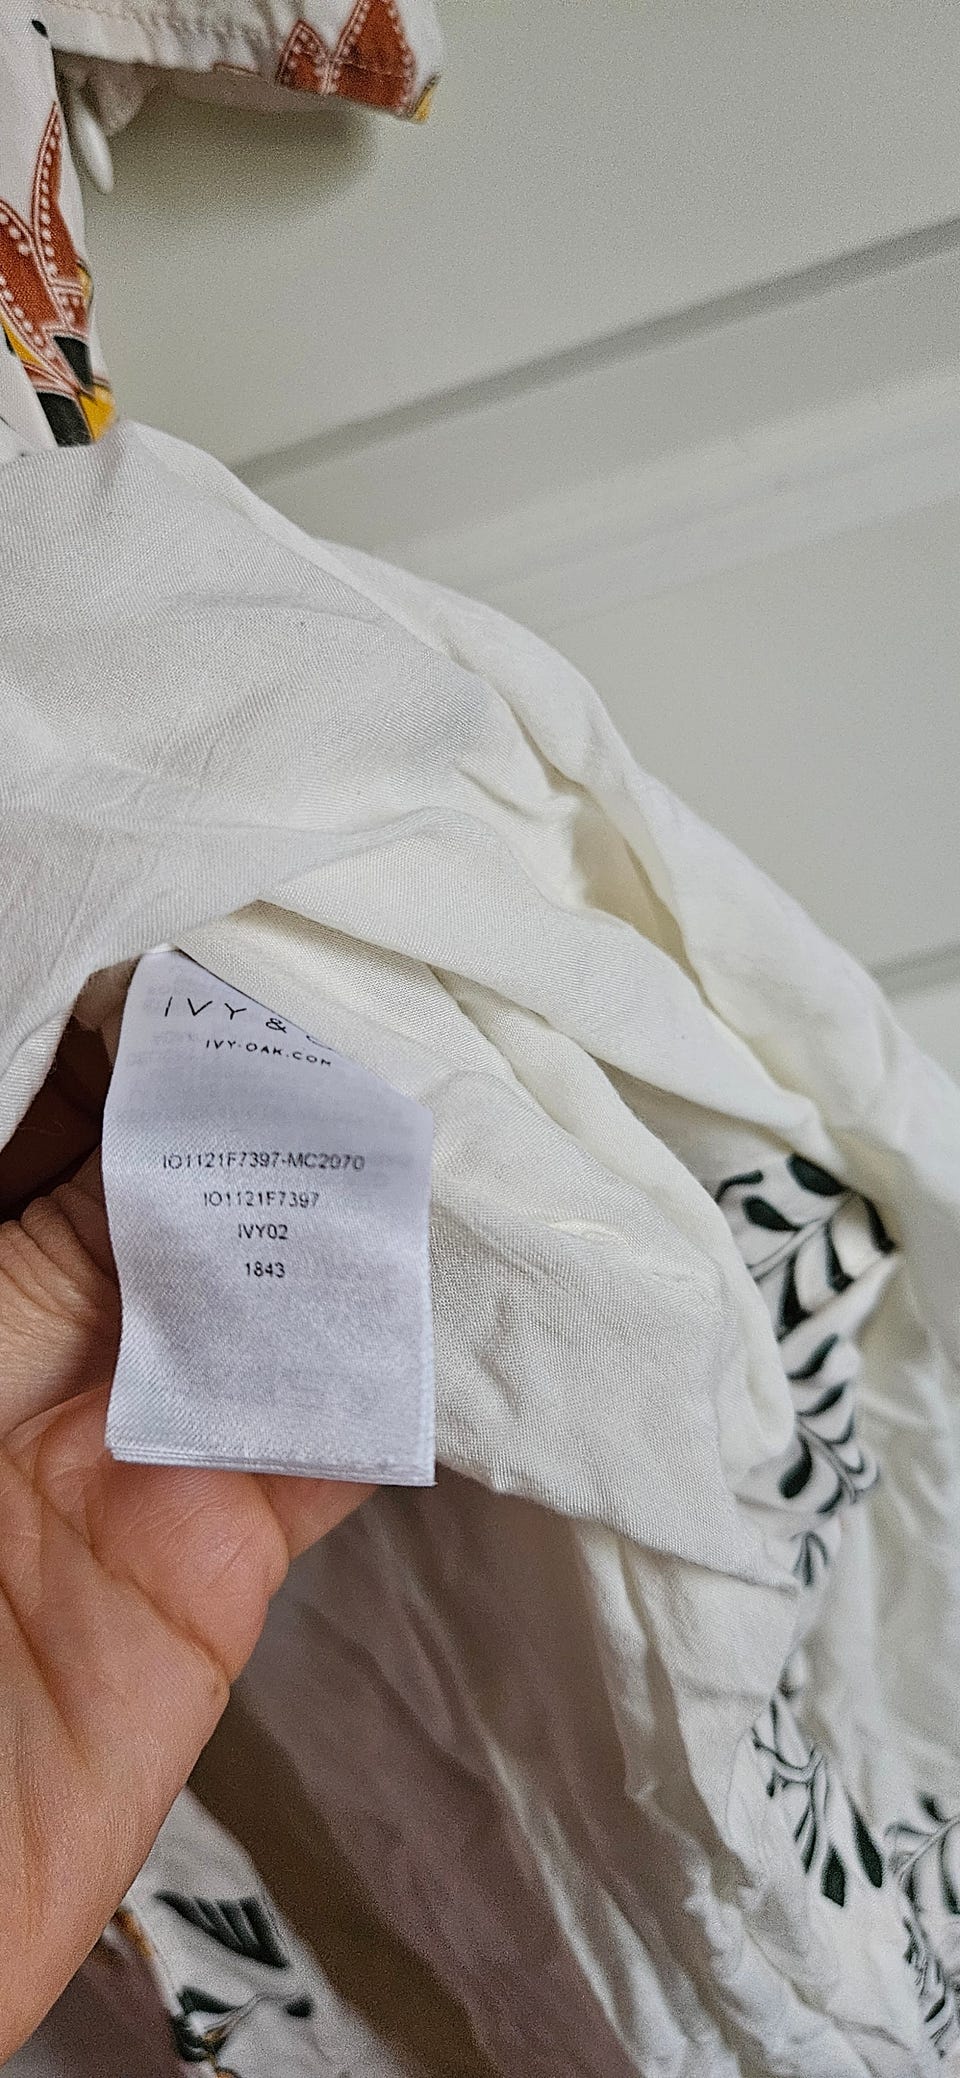 IVY &
IVY-OAK.COM
IO1121F7397-MC2070
IO1121F7397
IVY02
1843